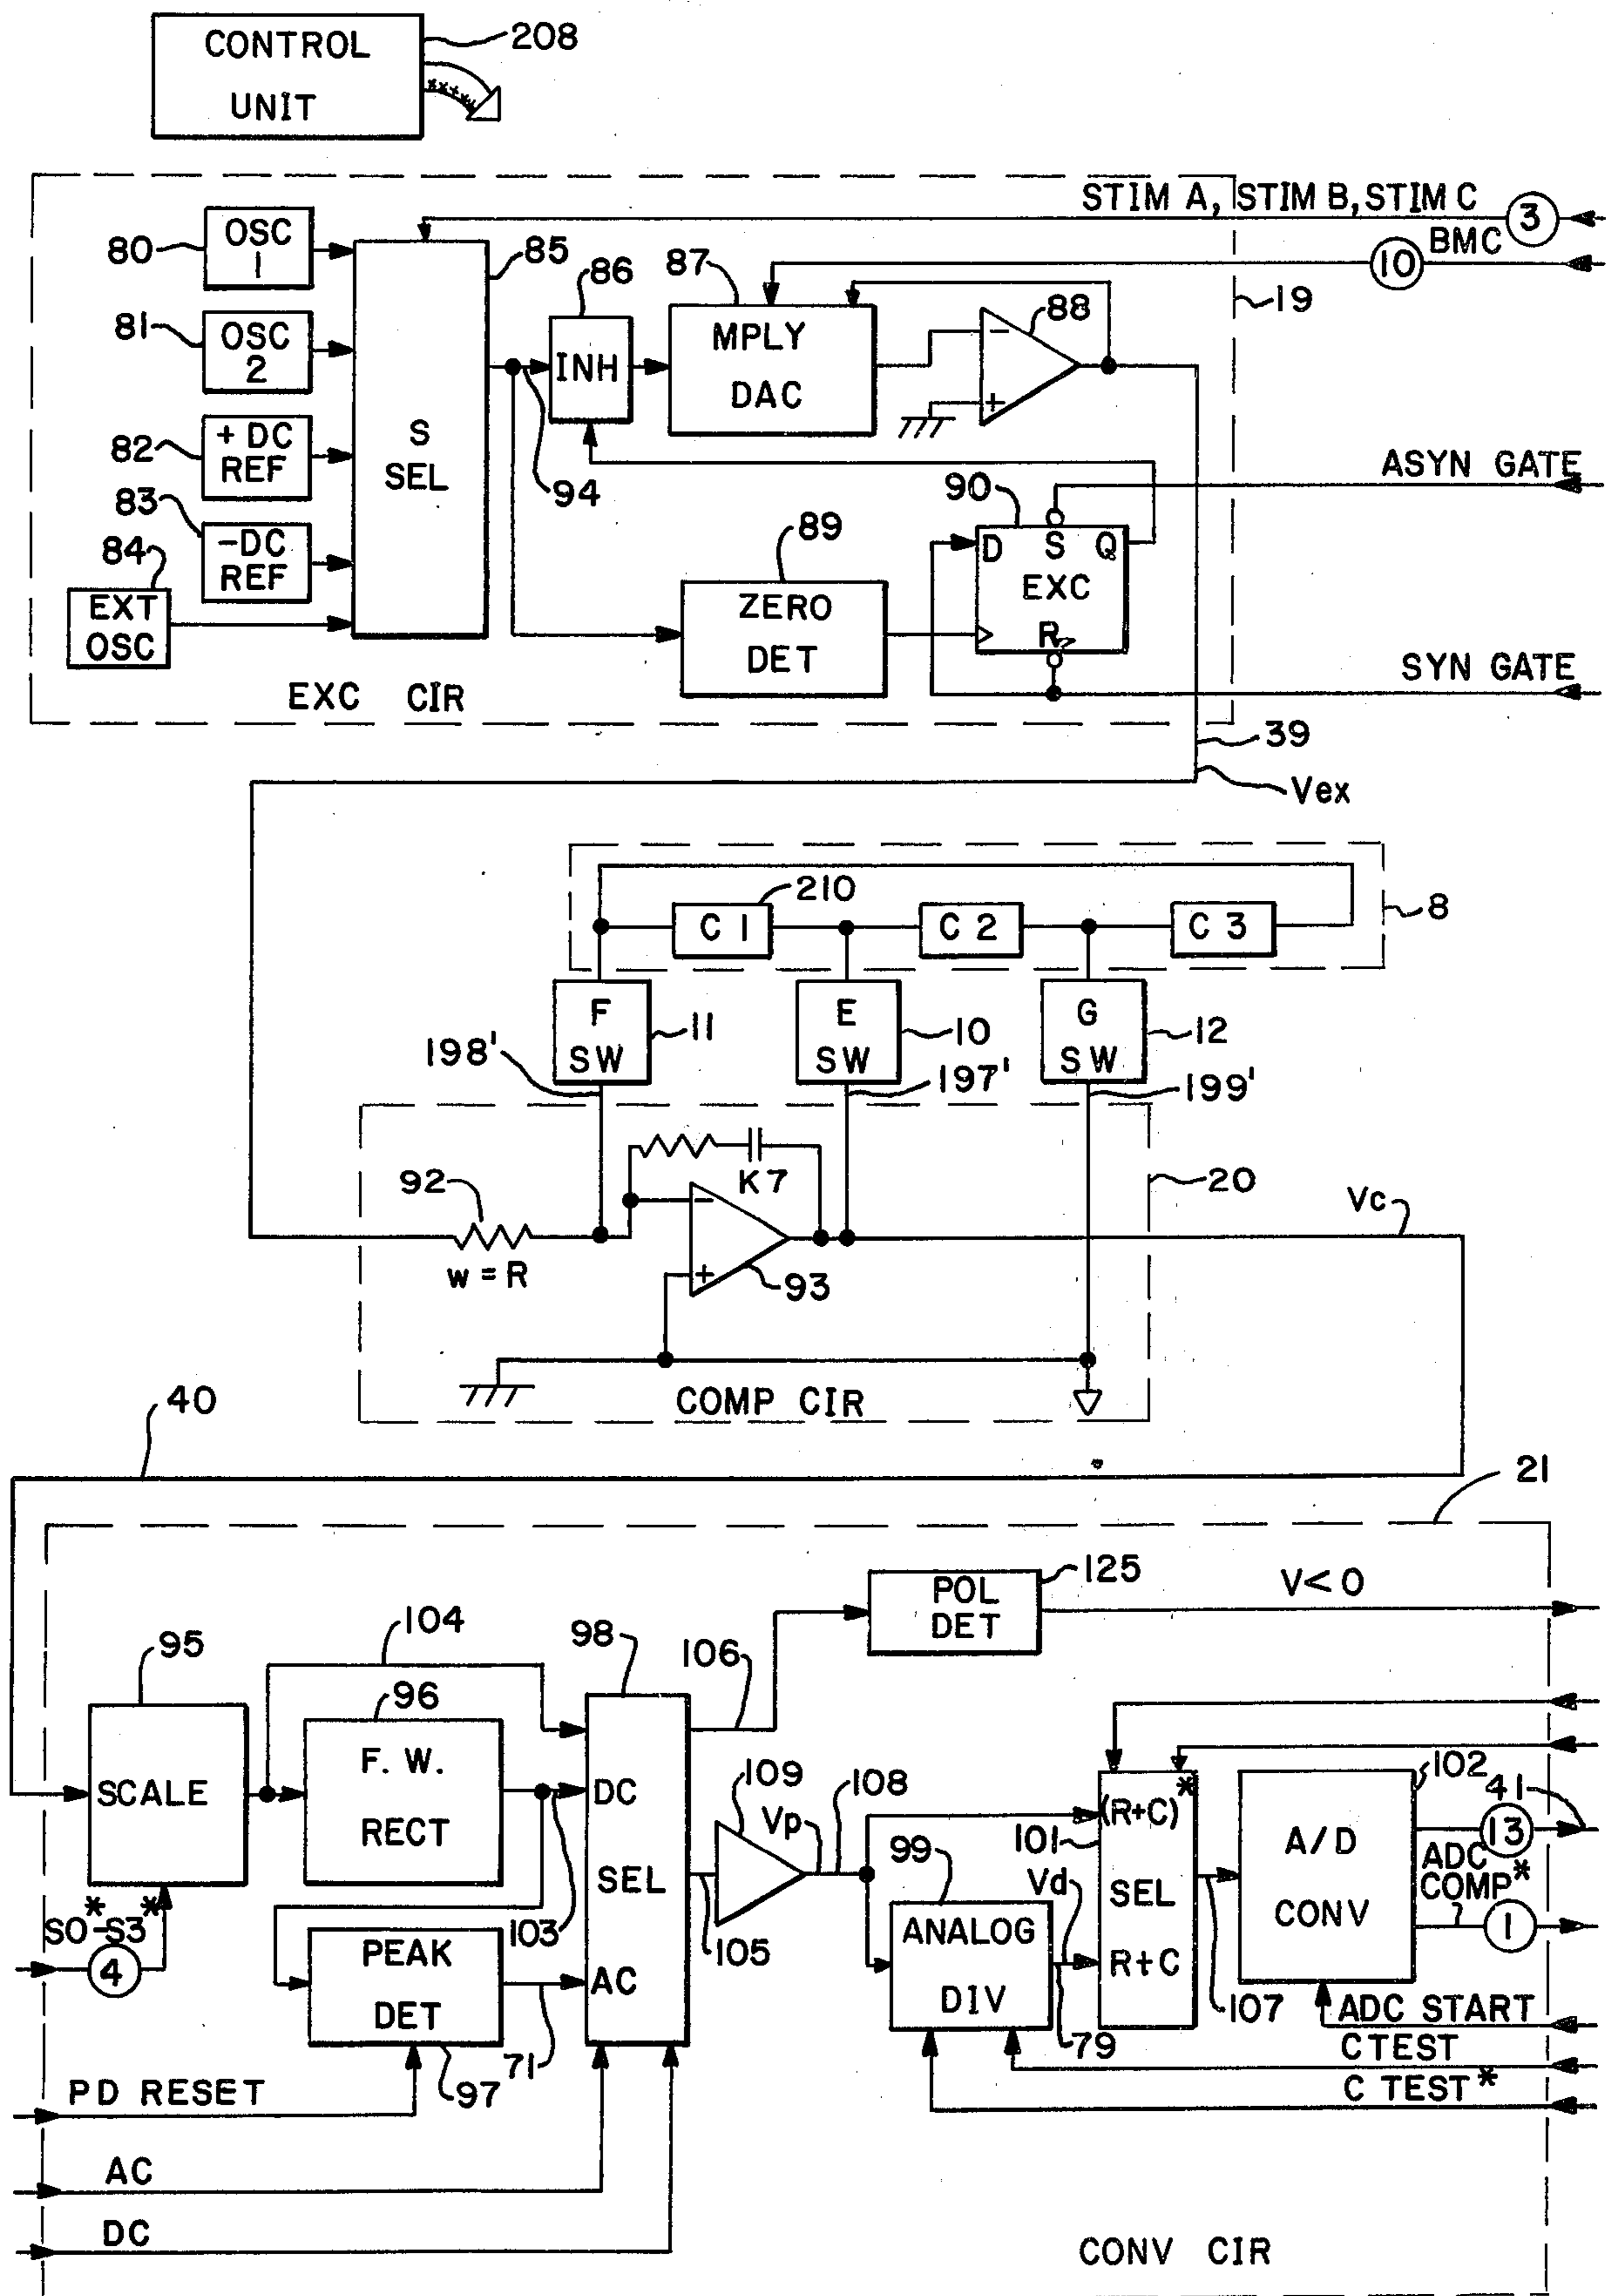 CONTROL
UNIT
208
STIM A, STIM B, STIM C
3
BMC
10
19
80
OSC
1
85
86
87
88
81
OSC
2
INH
MPLY
DAC
-
+
82
+ DC
REF
S
SEL
94
ASYN GATE
83
-DC
REF
84
EXT
OSC
89
ZERO
DET
90
D S Q
EXC
R
SYN GATE
EXC CIR
39
Vex
210
C 1
C 2
C 3
8
F
SW
11
E
SW
10
G
SW
12
198'
197'
199'
92
K7
20
Vc
w = R
-
+
93
COMP CIR
40
21
125
POL
DET
V<0
104
98
106
95
96
F. W.
RECT
SCALE
DC
SEL
AC
109
Vp
108
(R+C)*
101
SEL
R+C
102
A/D
CONV
41
13
ADC
COMP*
1
99
Vd
ANALOG
DIV
S0*-S3*
4
103
105
PEAK
DET
71
97
79
107
ADC START
C TEST
C TEST*
PD RESET
AC
DC
CONV CIR